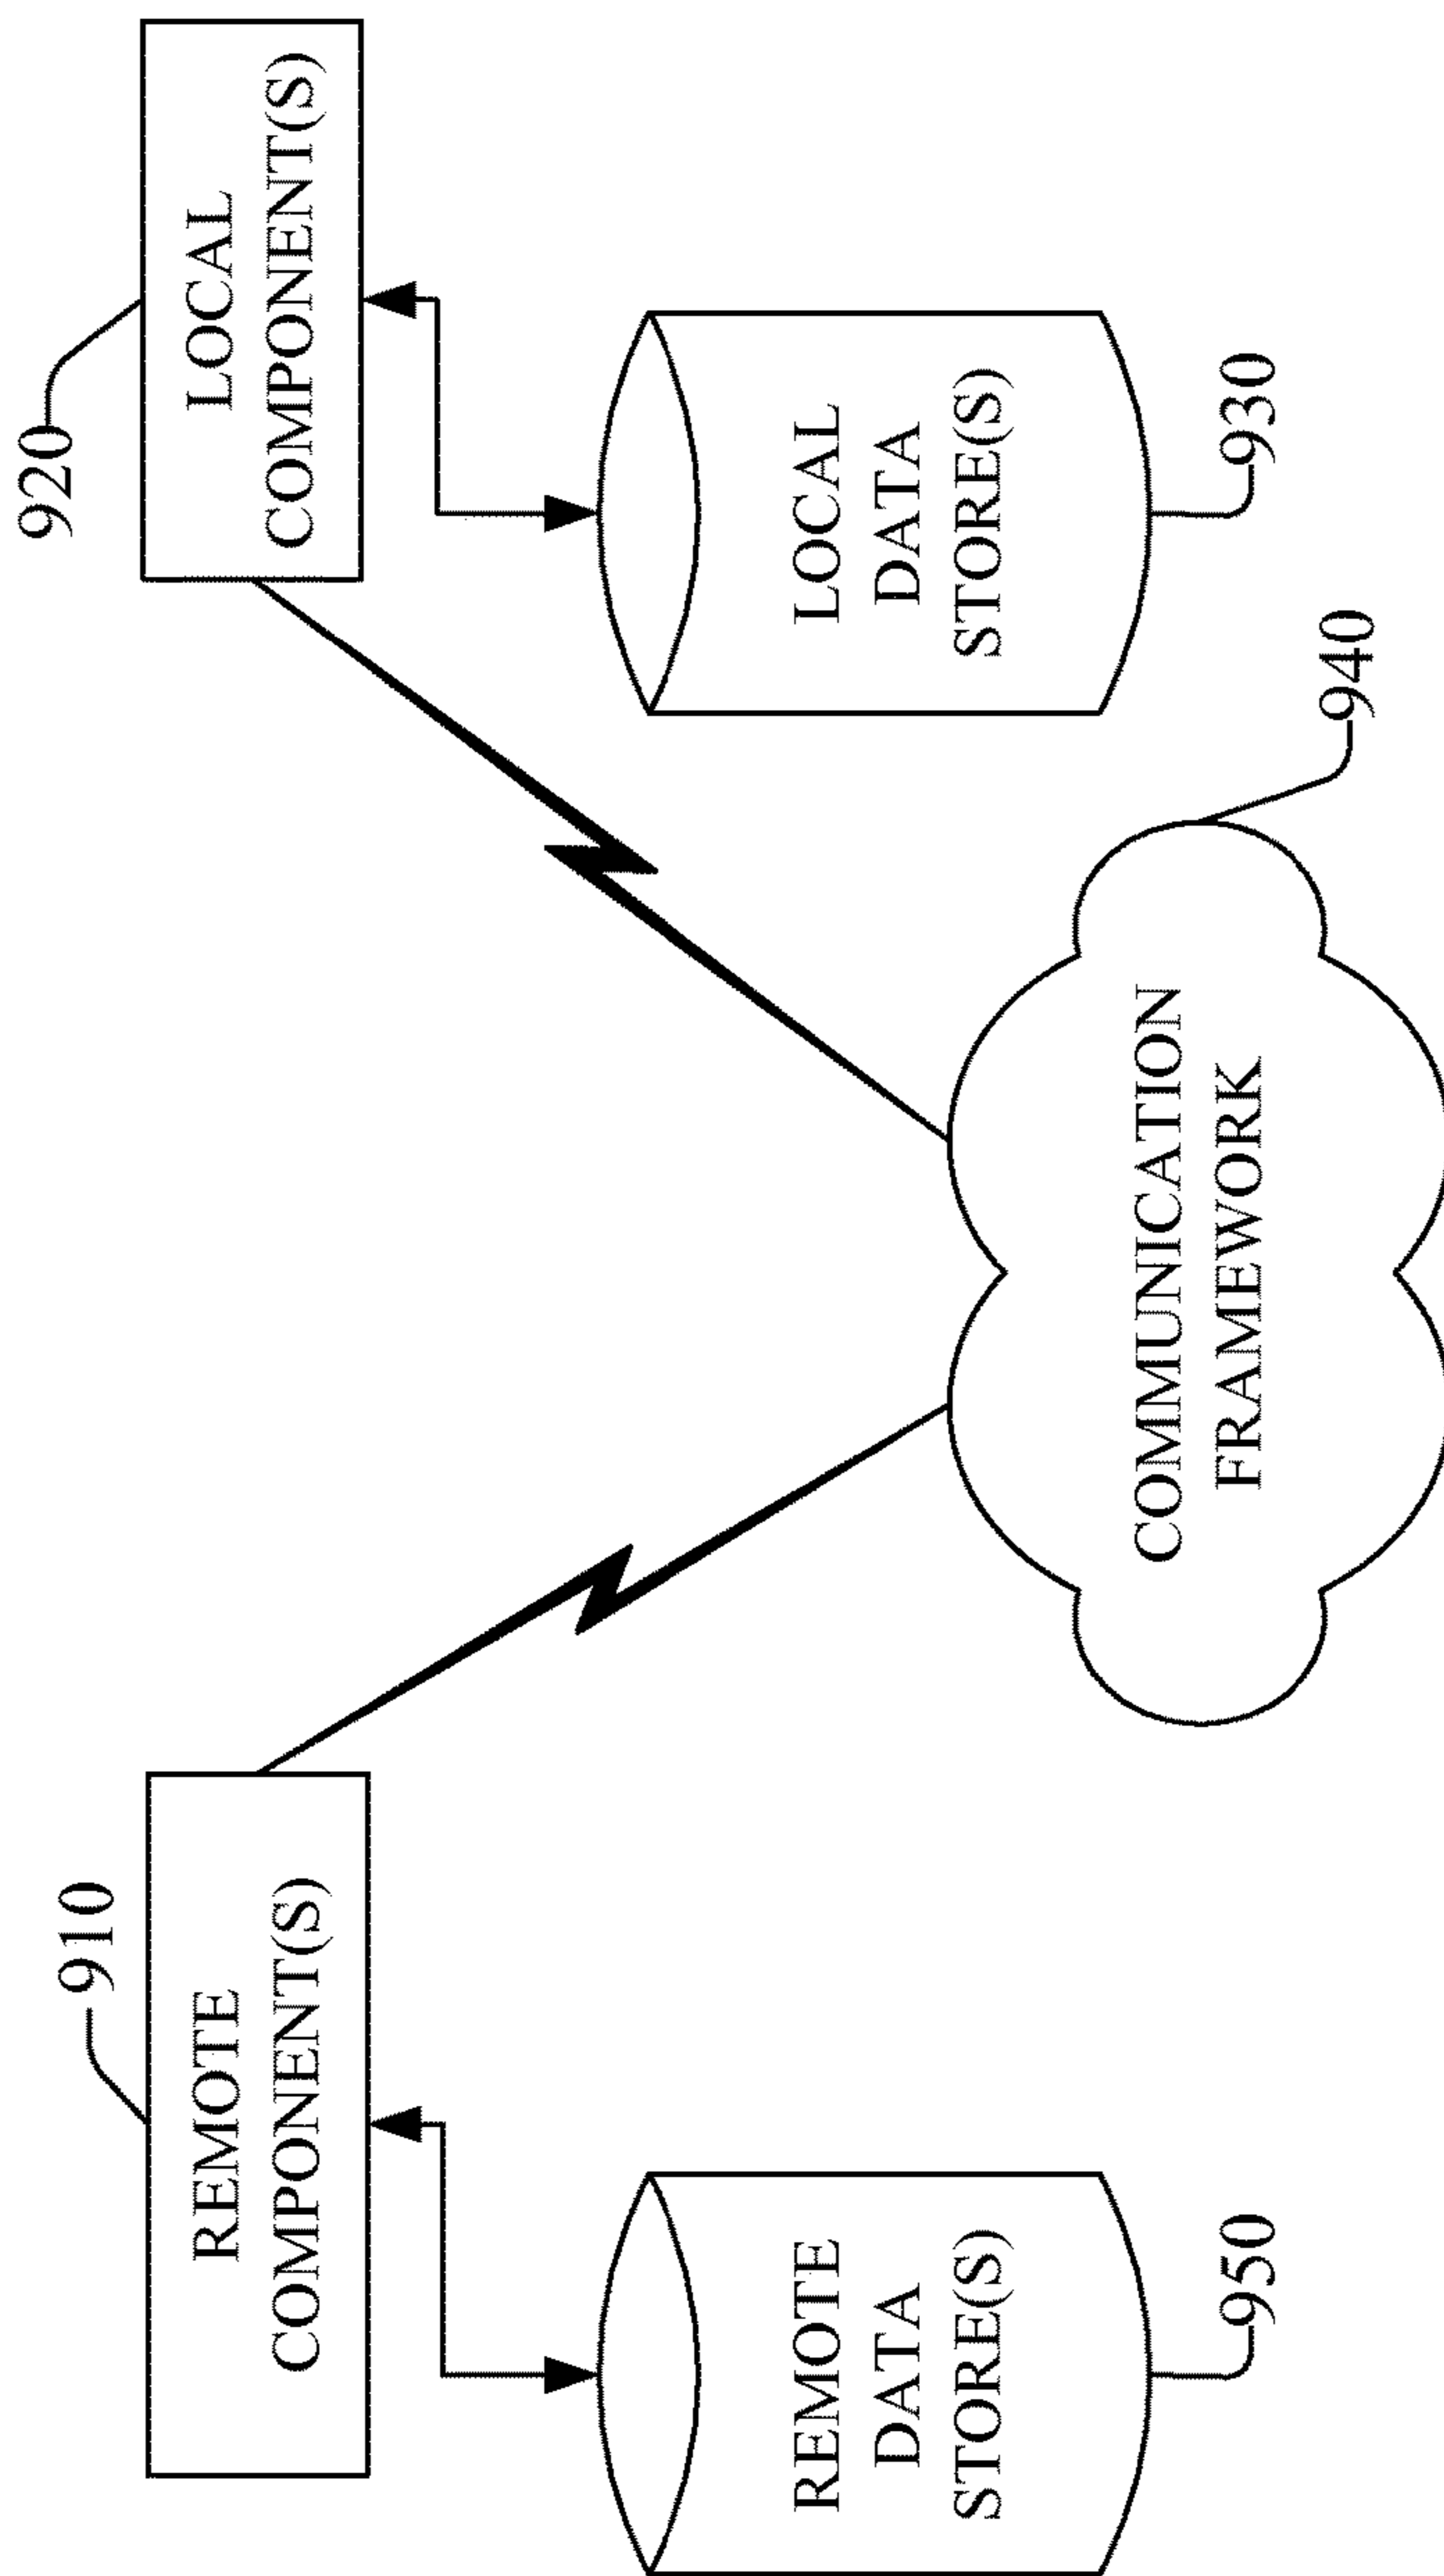 910
REMOTE
COMPONENT(S)
920
LOCAL
COMPONENT(S)
REMOTE
DATA
STORE(S)
950
LOCAL
DATA
STORE(S)
930
COMMUNICATION
FRAMEWORK
940